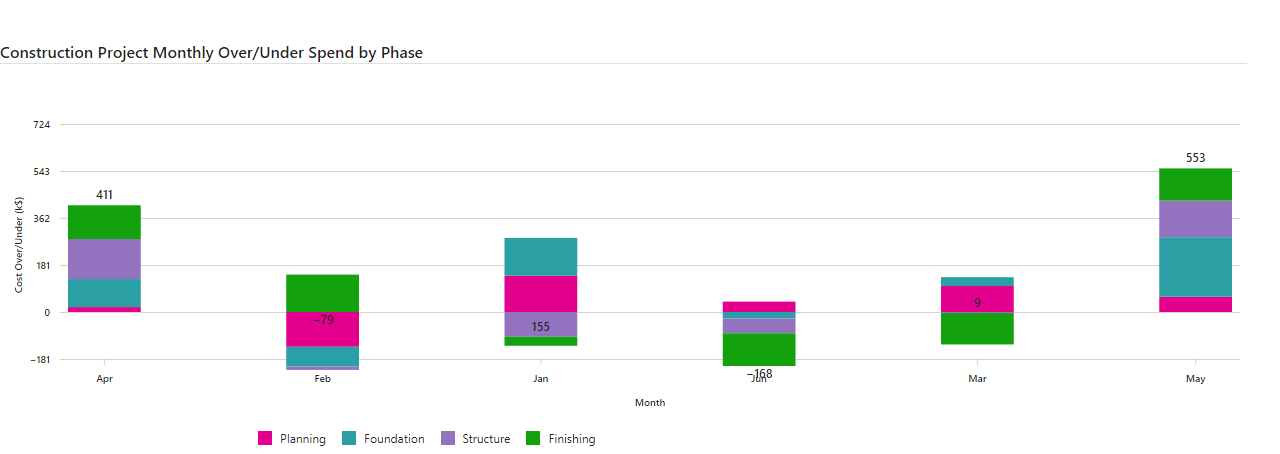 Construction Project Monthly Over/Under Spend by Phase
724
543
362
181
0
−181
Cost Over/Under (k$)
411
−79
155
−168
9
553
Apr
Feb
Jan
Jun
Mar
May
Month
Planning
Foundation
Structure
Finishing